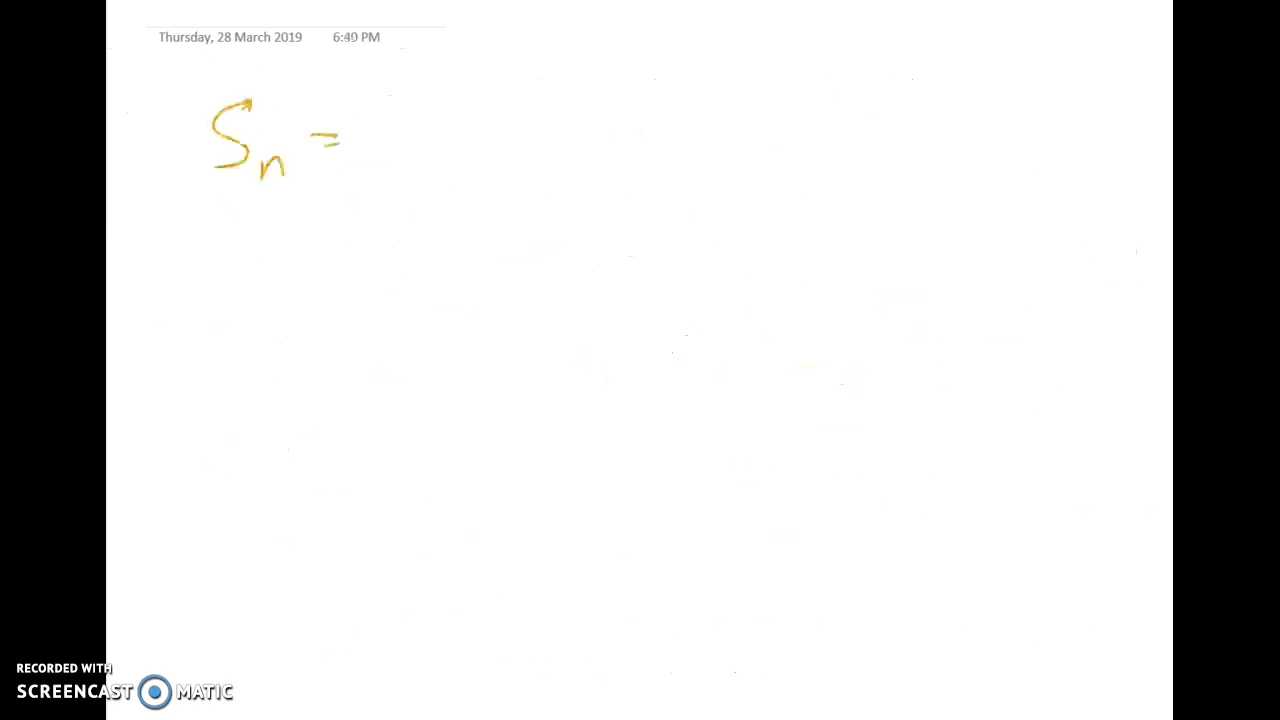 Thursday, 28 March 2019 6:40 PM
Sn =
RECORDED WITH
SCREENCAST MATIC